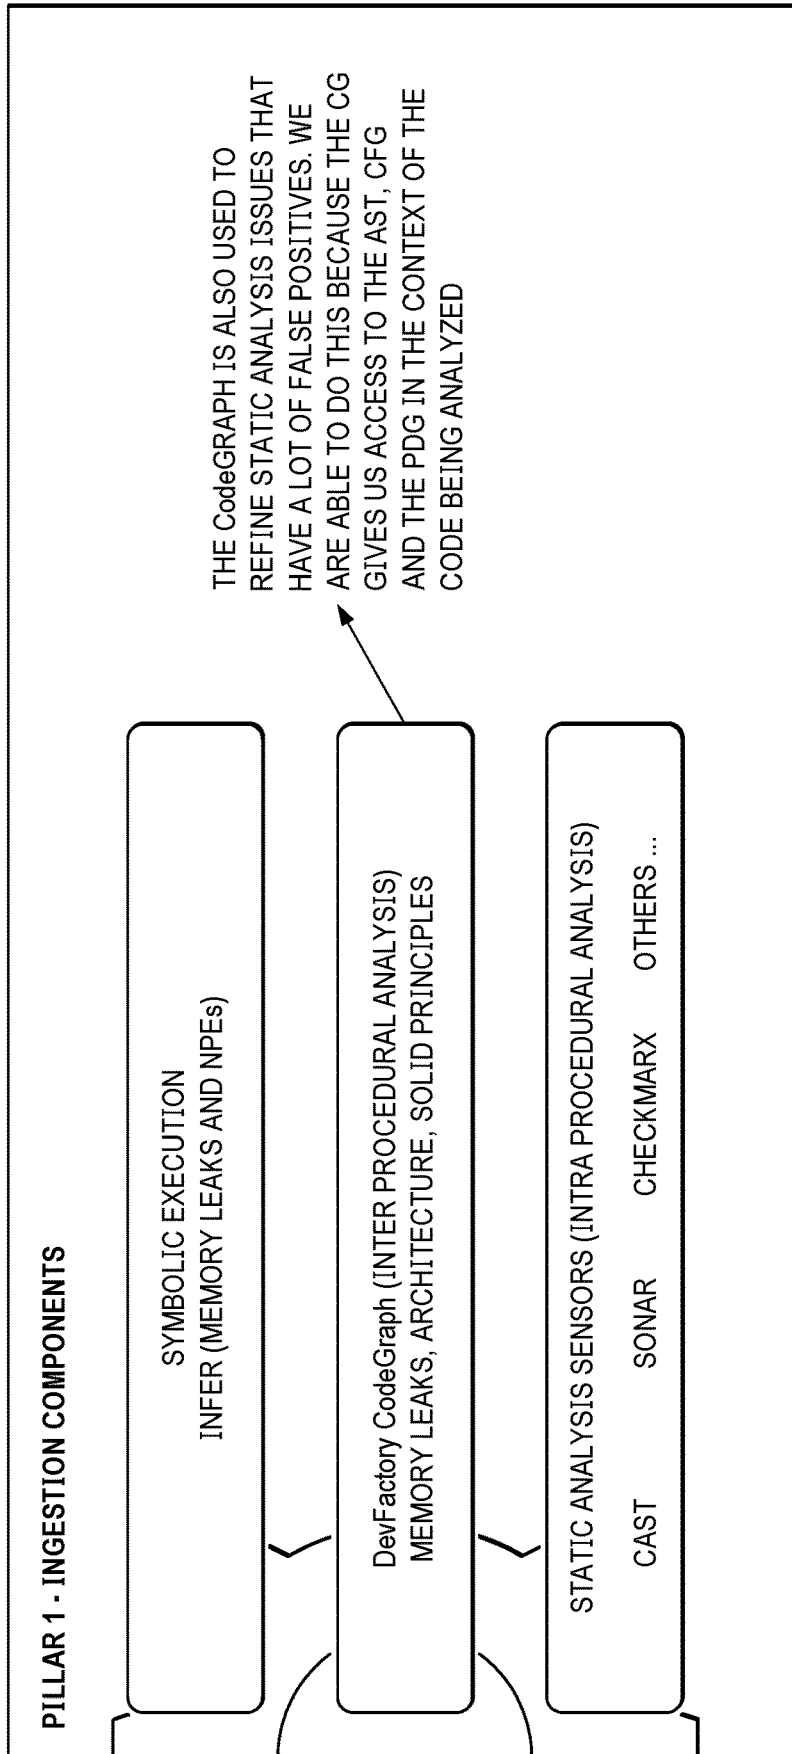 PILLAR 1 - INGESTION COMPONENTS
SYMBOLIC EXECUTION
INFER (MEMORY LEAKS AND NPEs)
DevFactory CodeGraph (INTER PROCEDURAL ANALYSIS)
MEMORY LEAKS, ARCHITECTURE, SOLID PRINCIPLES
THE CodeGRAPH IS ALSO USED TO
REFINE STATIC ANALYSIS ISSUES THAT
HAVE A LOT OF FALSE POSITIVES. WE
ARE ABLE TO DO THIS BECAUSE THE CG
GIVES US ACCESS TO THE AST, CFG
AND THE PDG IN THE CONTEXT OF THE
CODE BEING ANALYZED
STATIC ANALYSIS SENSORS (INTRA PROCEDURAL ANALYSIS)
CAST SONAR CHECKMARX OTHERS ...